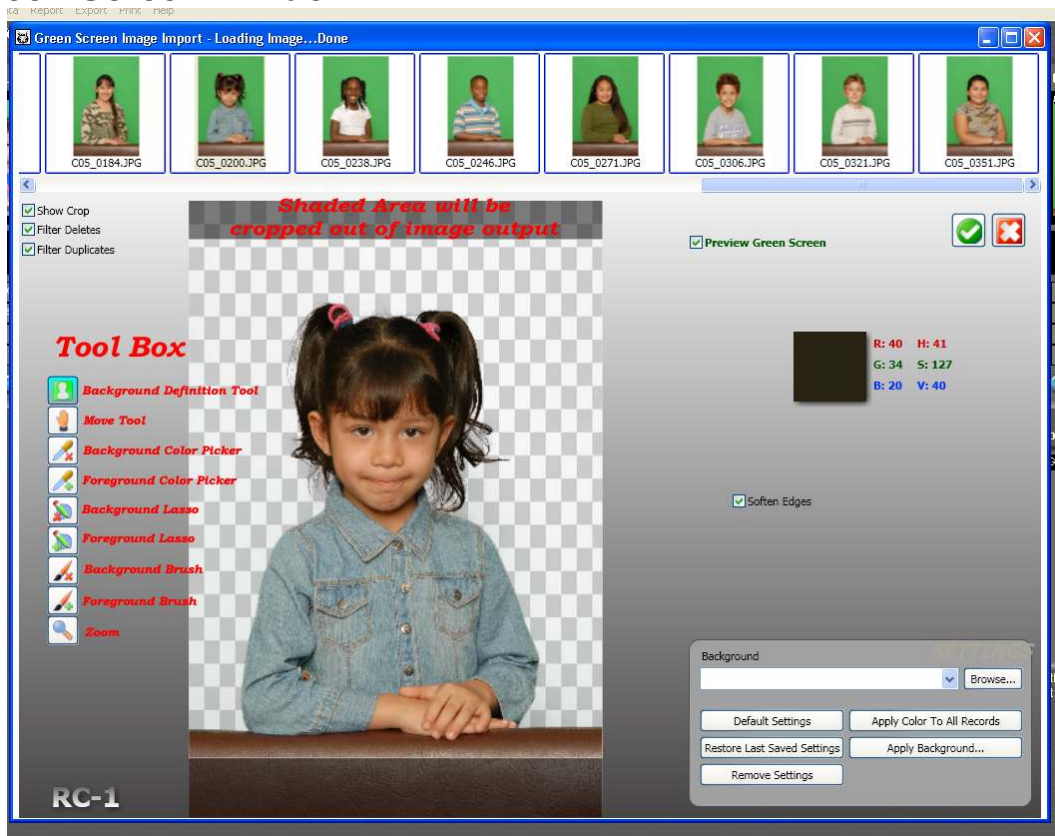 Report Export Print Help
Green Screen Image Import - Loading Image...Done
C05_0184.JPG
C05_0200.JPG
C05_0238.JPG
C05_0246.JPG
C05_0271.JPG
C05_0306.JPG
C05_0321.JPG
C05_0351.JPG
Show Crop
Filter Deletes
Filter Duplicates
Shaded Area will be
cropped out of image output
Preview Green Screen
Tool Box
Background Definition Tool
Move Tool
Background Color Picker
Foreground Color Picker
Background Lasso
Foreground Lasso
Background Brush
Foreground Brush
Zoom
R: 40 H: 41
G: 34 S: 127
B: 20 V: 40
Soften Edges
SETTINGS
Background
Browse...
Default Settings
Apply Color To All Records
Restore Last Saved Settings
Apply Background...
Remove Settings
RC-1